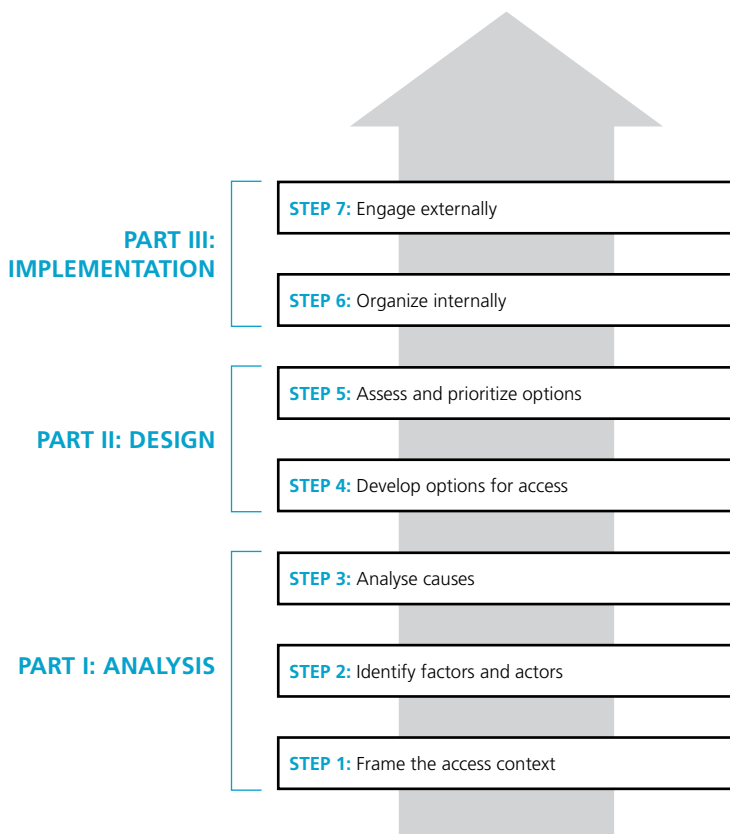 STEP 7: Engage externally
PART III:
IMPLEMENTATION
STEP 6: Organize internally
STEP 5: Assess and prioritize options
PART II: DESIGN
STEP 4: Develop options for access
STEP 3: Analyse causes
PART I: ANALYSIS
STEP 2: Identify factors and actors
STEP 1: Frame the access context